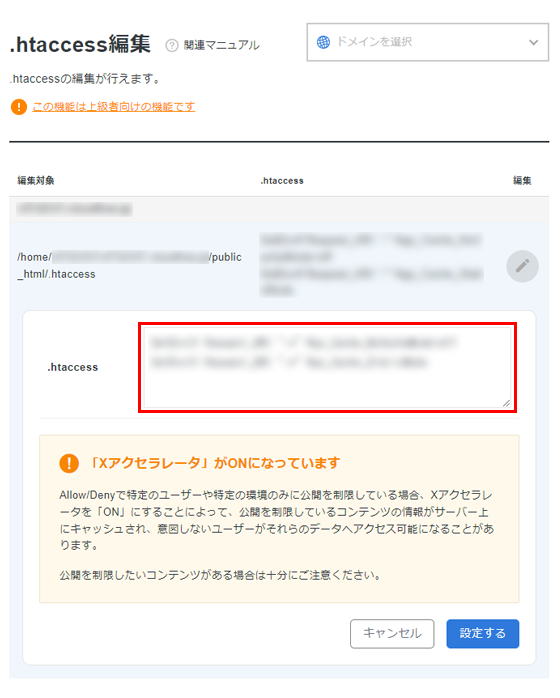 .htaccess編集
? 関連マニュアル
ドメインを選択
.htaccessの編集が行えます。
! この機能は上級者向けの機能です
編集対象 .htaccess 編集
/home/ /public
_html/.htaccess
.htaccess
! 「Xアクセラレータ」がONになっています
Allow/Denyで特定のユーザーや特定の環境のみに公開を制限している場合、Xアクセラレ
ータを「ON」にすることによって、公開を制限しているコンテンツの情報がサーバー上
にキャッシュされ、意図しないユーザーがそれらのデータへアクセス可能になることがあ
ります。
公開を制限したいコンテンツがある場合は十分にご注意ください。
キャンセル 設定する